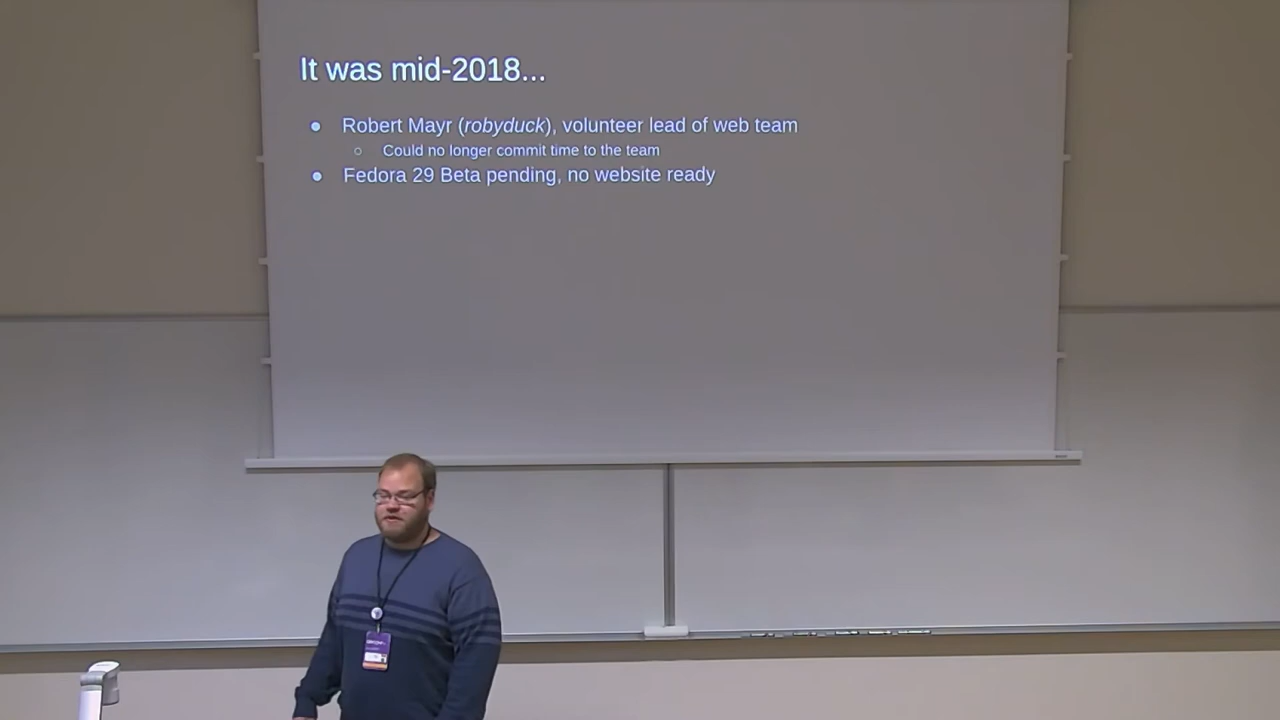 It was mid-2018...
● Robert Mayr (robyduck), volunteer lead of web team
○ Could no longer commit time to the team
● Fedora 29 Beta pending, no website ready